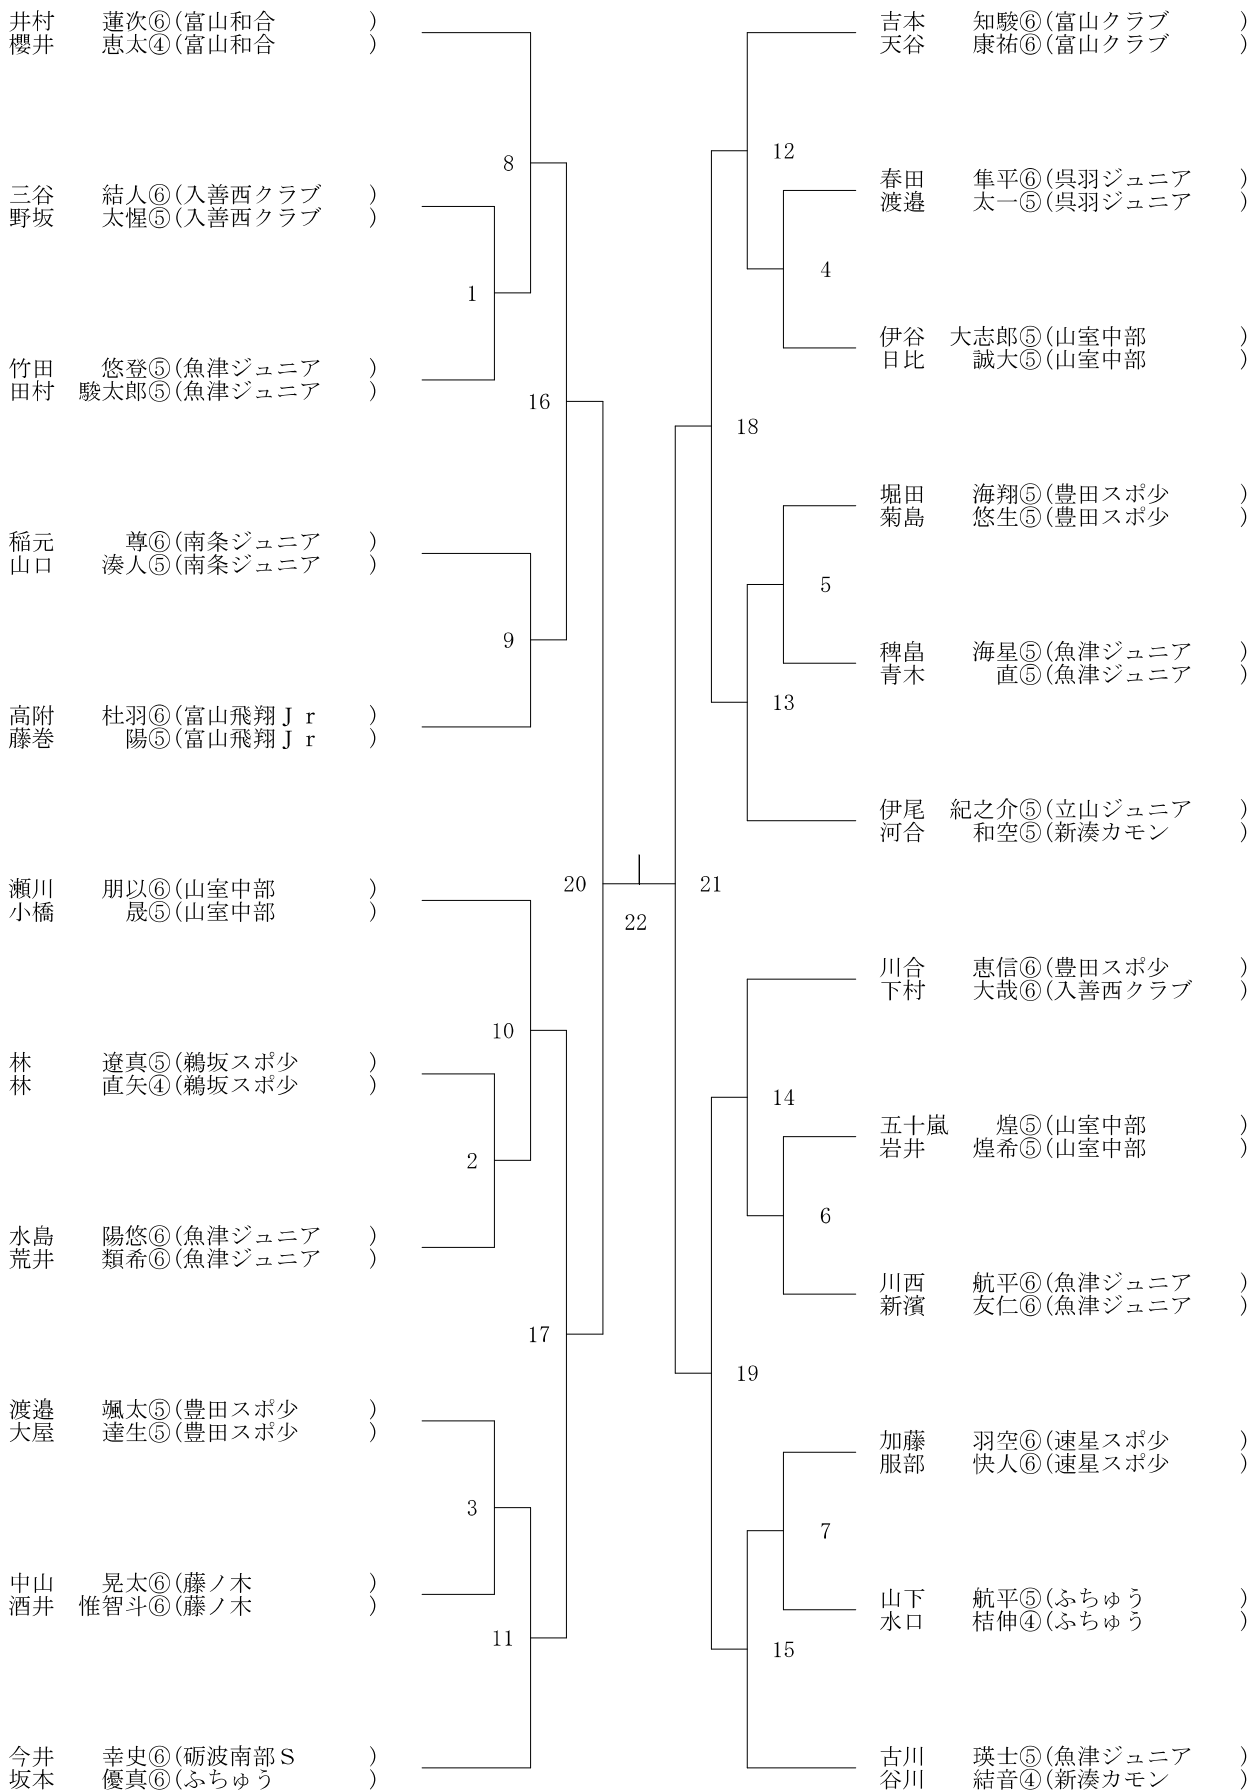 井村　　蓮次⑥(富山和合　　　　)
櫻井　　恵太④(富山和合　　　　)
8
三谷　　結人⑥(入善西クラブ　　)
野坂　　太惺⑤(入善西クラブ　　)
1
竹田　　悠登⑤(魚津ジュニア　　)
田村　駿太郎⑤(魚津ジュニア　　)
16
稲元　　　尊⑥(南条ジュニア　　)
山口　　湊人⑤(南条ジュニア　　)
9
高附　　杜羽⑥(富山飛翔Ｊｒ　　)
藤巻　　　陽⑤(富山飛翔Ｊｒ　　)
20
瀬川　　朋以⑥(山室中部　　　　)
小橋　　　晟⑤(山室中部　　　　)
10
林　　　遼真⑤(鵜坂スポ少　　　)
林　　　直矢④(鵜坂スポ少　　　)
2
水島　　陽悠⑥(魚津ジュニア　　)
荒井　　類希⑥(魚津ジュニア　　)
17
渡邉　　颯太⑤(豊田スポ少　　　)
大屋　　達生⑤(豊田スポ少　　　)
3
中山　　晃太⑥(藤ノ木　　　　　)
酒井　惟智斗⑥(藤ノ木　　　　　)
11
今井　　幸史⑥(砺波南部Ｓ　　　)
坂本　　優真⑥(ふちゅう　　　　)
22
吉本　　知駿⑥(富山クラブ　　　)
天谷　　康祐⑥(富山クラブ　　　)
12
春田　　隼平⑥(呉羽ジュニア　　)
渡邉　　太一⑤(呉羽ジュニア　　)
4
伊谷　大志郎⑤(山室中部　　　　)
日比　　誠大⑤(山室中部　　　　)
18
堀田　　海翔⑤(豊田スポ少　　　)
菊島　　悠生⑤(豊田スポ少　　　)
5
稗畠　　海星⑤(魚津ジュニア　　)
青木　　　直⑤(魚津ジュニア　　)
13
伊尾　紀之介⑤(立山ジュニア　　)
河合　　和空⑤(新湊カモン　　　)
21
川合　　恵信⑥(豊田スポ少　　　)
下村　　大哉⑥(入善西クラブ　　)
14
五十嵐　　煌⑤(山室中部　　　　)
岩井　　煌希⑤(山室中部　　　　)
6
川西　　航平⑥(魚津ジュニア　　)
新濱　　友仁⑥(魚津ジュニア　　)
19
加藤　　羽空⑥(速星スポ少　　　)
服部　　快人⑥(速星スポ少　　　)
7
山下　　航平⑤(ふちゅう　　　　)
水口　　桔伸④(ふちゅう　　　　)
15
古川　　瑛士⑤(魚津ジュニア　　)
谷川　　結音④(新湊カモン　　　)